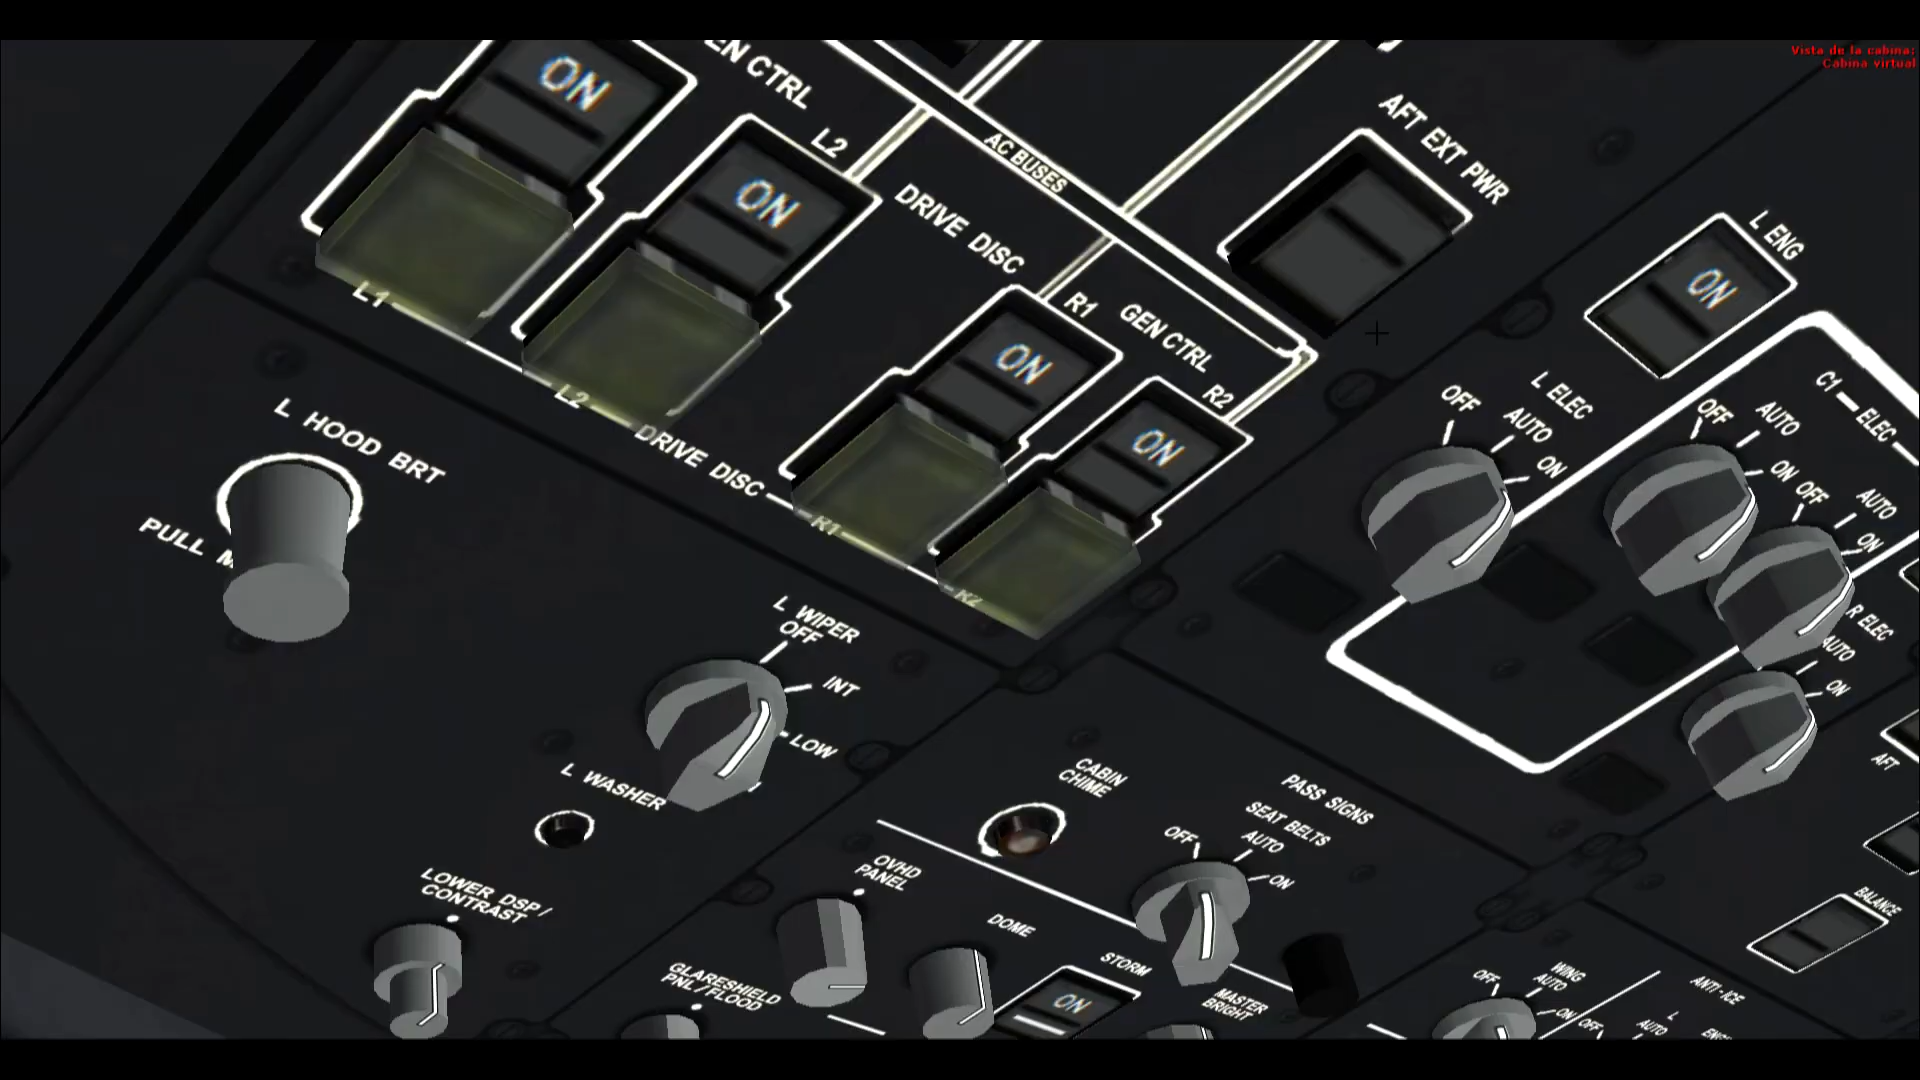 Vista de la cabina:
Cabina virtual
ON
EN CTRL
L2
ON
AC BUSES
AFT EXT PWR
DRIVE DISC
L ENG
ON
L1
R1
GEN CTRL
R2
ON
ON
L2
DRIVE DISC
R1
R2
L ELEC
OFF
AUTO
ON
C1
ELEC
OFF
AUTO
ON
OFF
AUTO
ON
R ELEC
AUTO
ON
L HOOD BRT
PULL
L WIPER
OFF
INT
LOW
L WASHER
CABIN
CHIME
PASS SIGNS
SEAT BELTS
OFF
AUTO
ON
AFT
BALANCE
LOWER DSP/
CONTRAST
OVHD
PANEL
DOME
STORM
ON
GLARESHIELD
PNL/FLOOD
MASTER
BRIGHT
WING
OFF
AUTO
ON
ANTI-ICE
L
OFF
AUTO